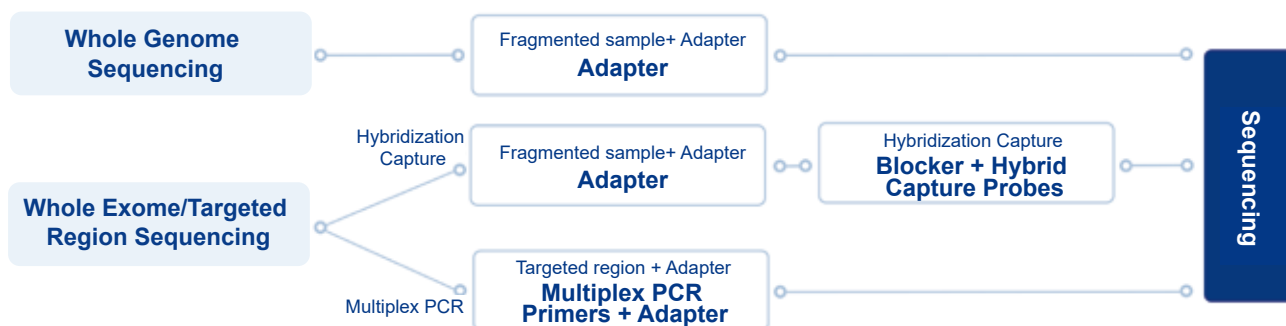 Whole Genome
Sequencing
Fragmented sample+ Adapter
Adapter
Hybridization
Capture
Fragmented sample+ Adapter
Adapter
Hybridization Capture
Blocker + Hybrid
Capture Probes
Whole Exome/Targeted
Region Sequencing
Multiplex PCR
Targeted region + Adapter
Multiplex PCR
Primers + Adapter
Sequencing